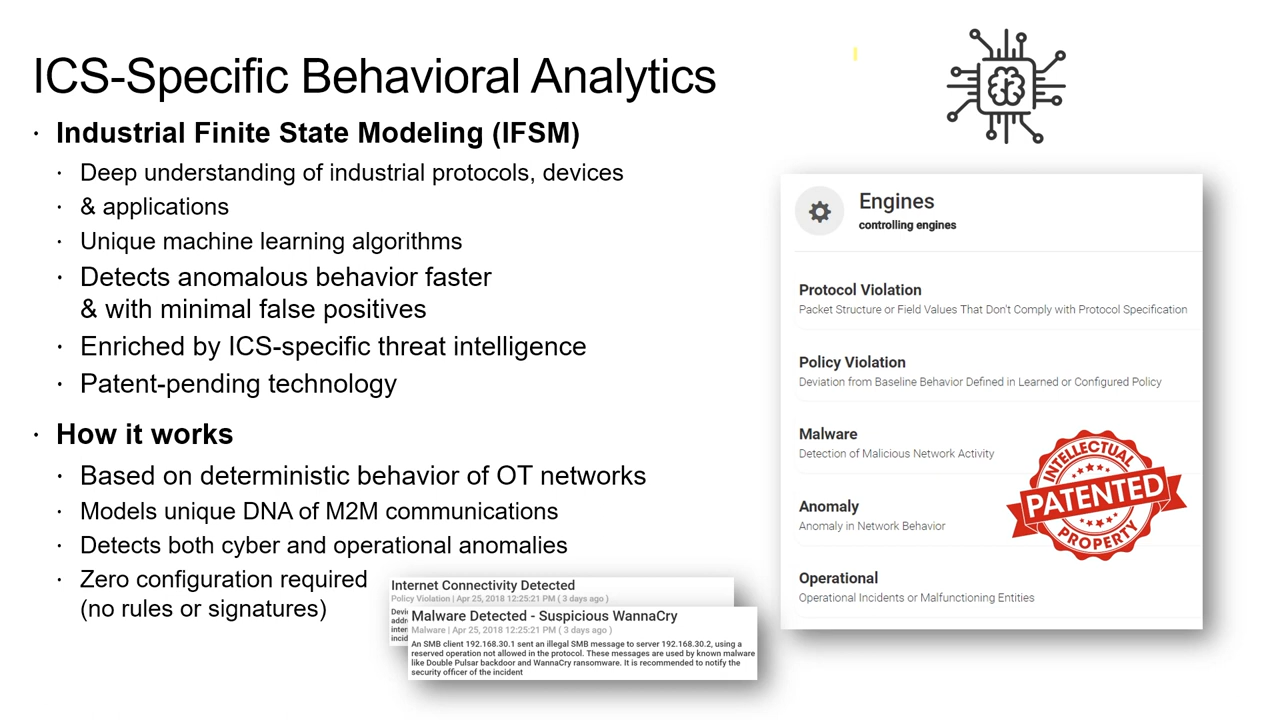 ICS-Specific Behavioral Analytics
· Industrial Finite State Modeling (IFSM)
· Deep understanding of industrial protocols, devices
· & applications
· Unique machine learning algorithms
· Detects anomalous behavior faster
& with minimal false positives
· Enriched by ICS-specific threat intelligence
· Patent-pending technology
· How it works
· Based on deterministic behavior of OT networks
· Models unique DNA of M2M communications
· Detects both cyber and operational anomalies
· Zero configuration required
(no rules or signatures)
Internet Connectivity Detected
Policy Violation | Apr 25, 2018 12:25:21 PM ( 3 days ago )
Malware Detected - Suspicious WannaCry
Malware | Apr 25, 2018 12:25:21 PM ( 3 days ago )
An SMB client 192.168.30.1 sent an illegal SMB message to server 192.168.30.2, using a
reserved operation not allowed in the protocol. These messages are used by known malware
like Double Pulsar backdoor and WannaCry ransomware. It is recommended to notify the
security officer of the incident
Engines
controlling engines
Protocol Violation
Packet Structure or Field Values That Don't Comply with Protocol Specification
Policy Violation
Deviation from Baseline Behavior Defined in Learned or Configured Policy
Malware
Detection of Malicious Network Activity
Anomaly
Anomaly in Network Behavior
Operational
Operational Incidents or Malfunctioning Entities
INTELLECTUAL
PATENTED
PROPERTY